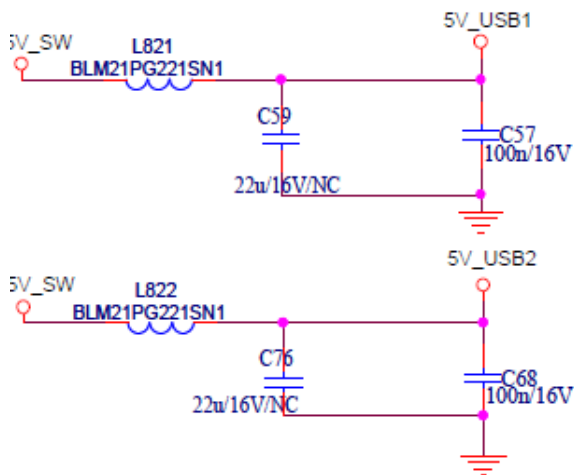 5V_USB1
5V_SW
L821
BLM21PG221SN1
C59
C57
100n/16V
22u/16V/NC
5V_USB2
5V_SW
L822
BLM21PG221SN1
C76
C68
100n/16V
22u/16V/NC